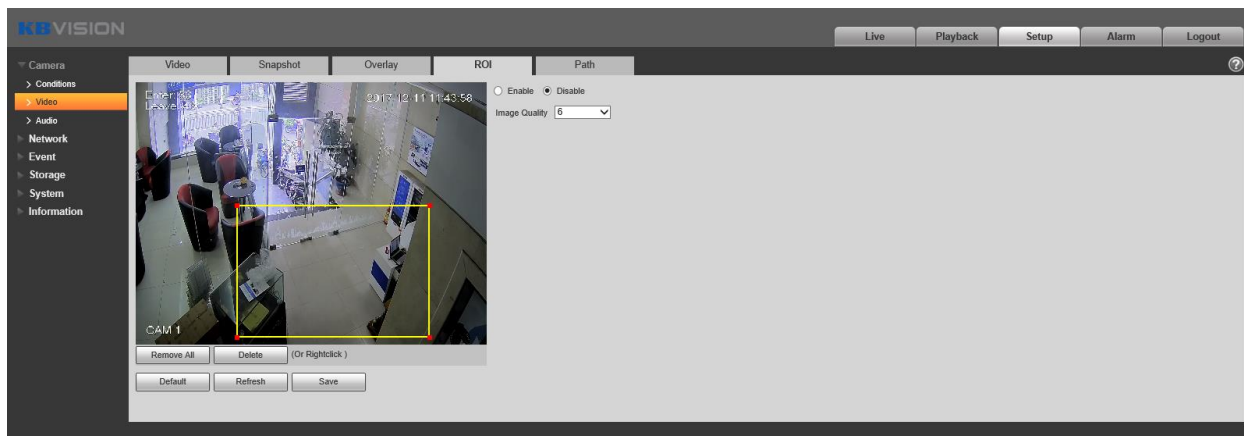 KBVISION
Live Playback Setup Alarm Logout
Camera
> Conditions
> Video
> Audio
Network
Event
Storage
System
Information
Video Snapshot Overlay ROI Path
?
Enable Disable
Image Quality 6
2017-12-11 11:43:58
CAM 1
Remove All Delete (Or Rightclick )
Default Refresh Save